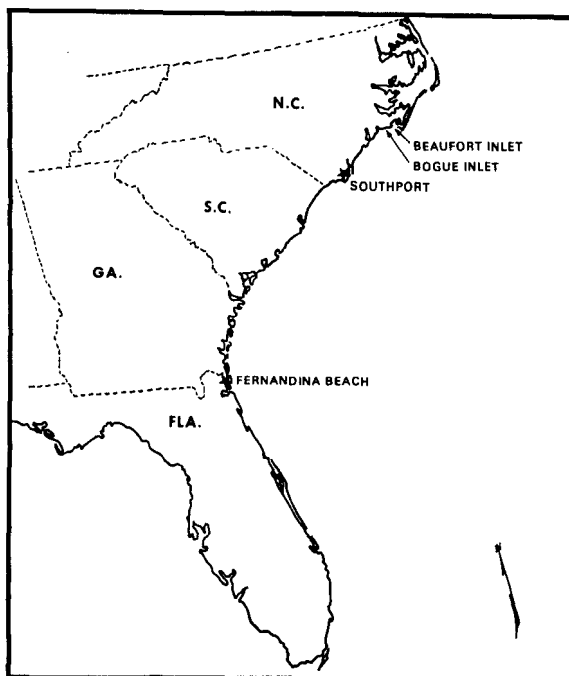 N.C.
BEAUFORT INLET
BOGUE INLET
SOUTHPORT
S.C.
GA.
FERNANDINA BEACH
FLA.